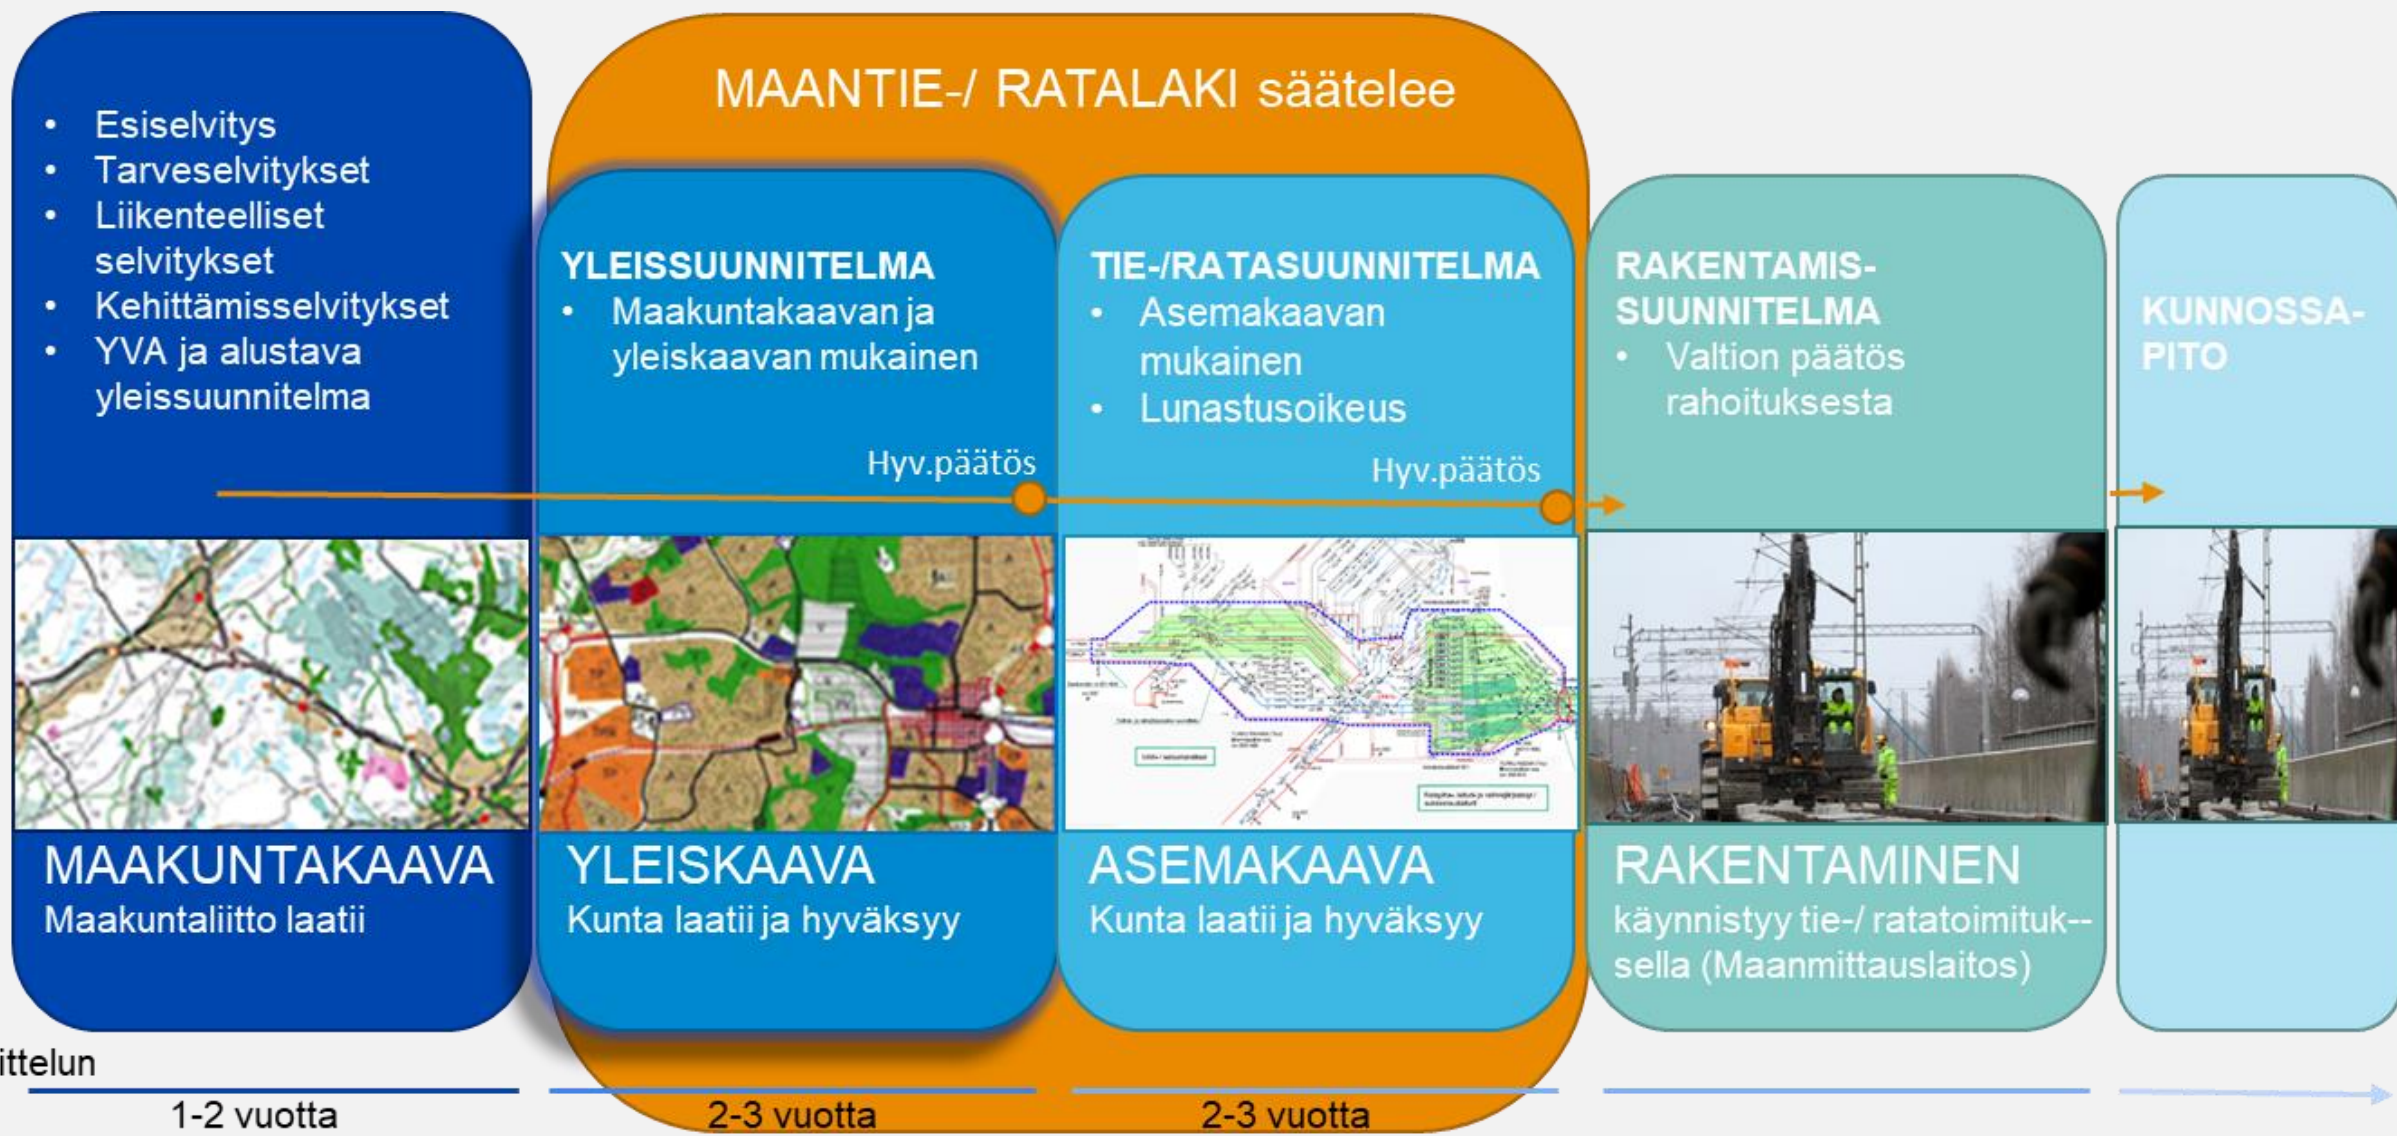 MAANTIE-/ RATALAKI säätelee
• Esiselvitys
• Tarveselvitykset
• Liikenteelliset
selvitykset
• Kehittämisselvitykset
• YVA ja alustava
yleissuunnitelma
YLEISSUUNNITELMA
• Maakuntakaavan ja
yleiskaavan mukainen
Hyv.päätös
TIE-/RATASUUNNITELMA
• Asemakaavan
mukainen
• Lunastusoikeus
Hyv.päätös
RAKENTAMIS-
SUUNNITELMA
• Valtion päätös
rahoituksesta
KUNNOSSA-
PITO
MAAKUNTAKAAVA
Maakuntaliitto laatii
YLEISKAAVA
Kunta laatii ja hyväksyy
ASEMAKAAVA
Kunta laatii ja hyväksyy
RAKENTAMINEN
käynnistyy tie-/ ratatoimituk--
sella (Maanmittauslaitos)
ittelun
1-2 vuotta
2-3 vuotta
2-3 vuotta